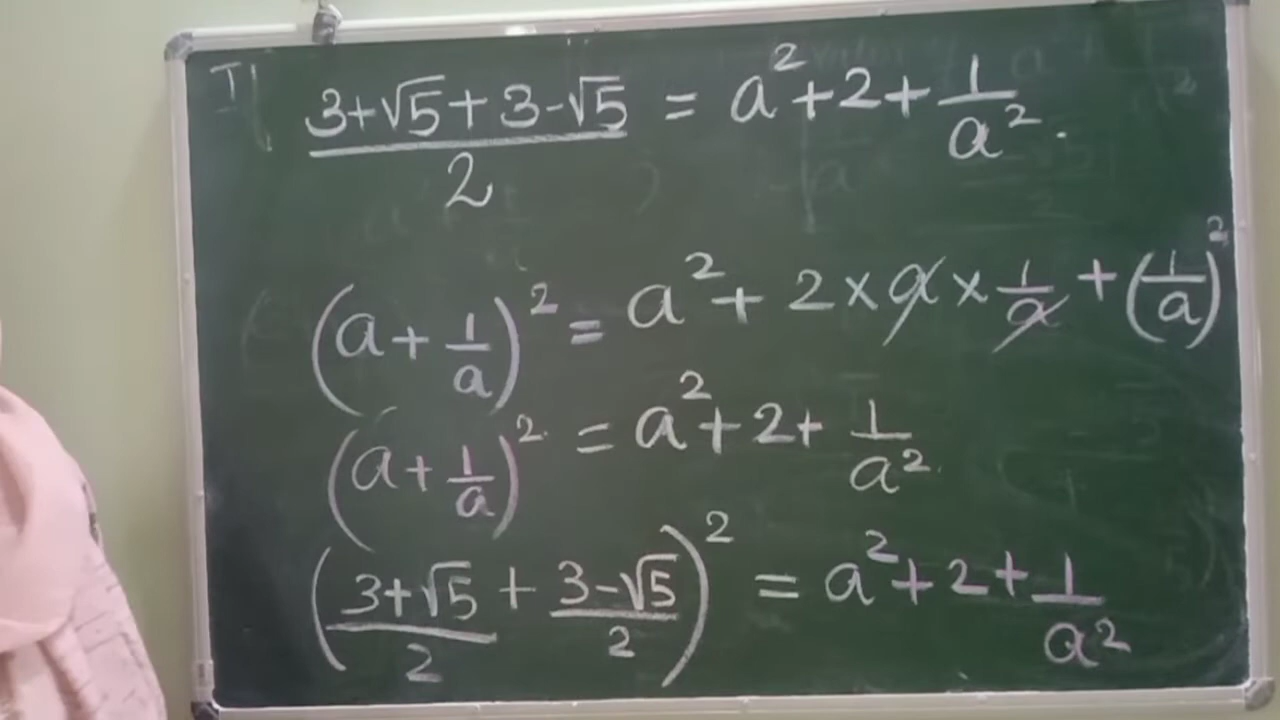 (3+√5+3-√5)/2 = a²+2+1/a².
(a+1/a)² = a²+2×a×1/a+(1/a)²
(a+1/a)² = a²+2+1/a²
((3+√5)/2+(3-√5)/2)² = a²+2+1/a²